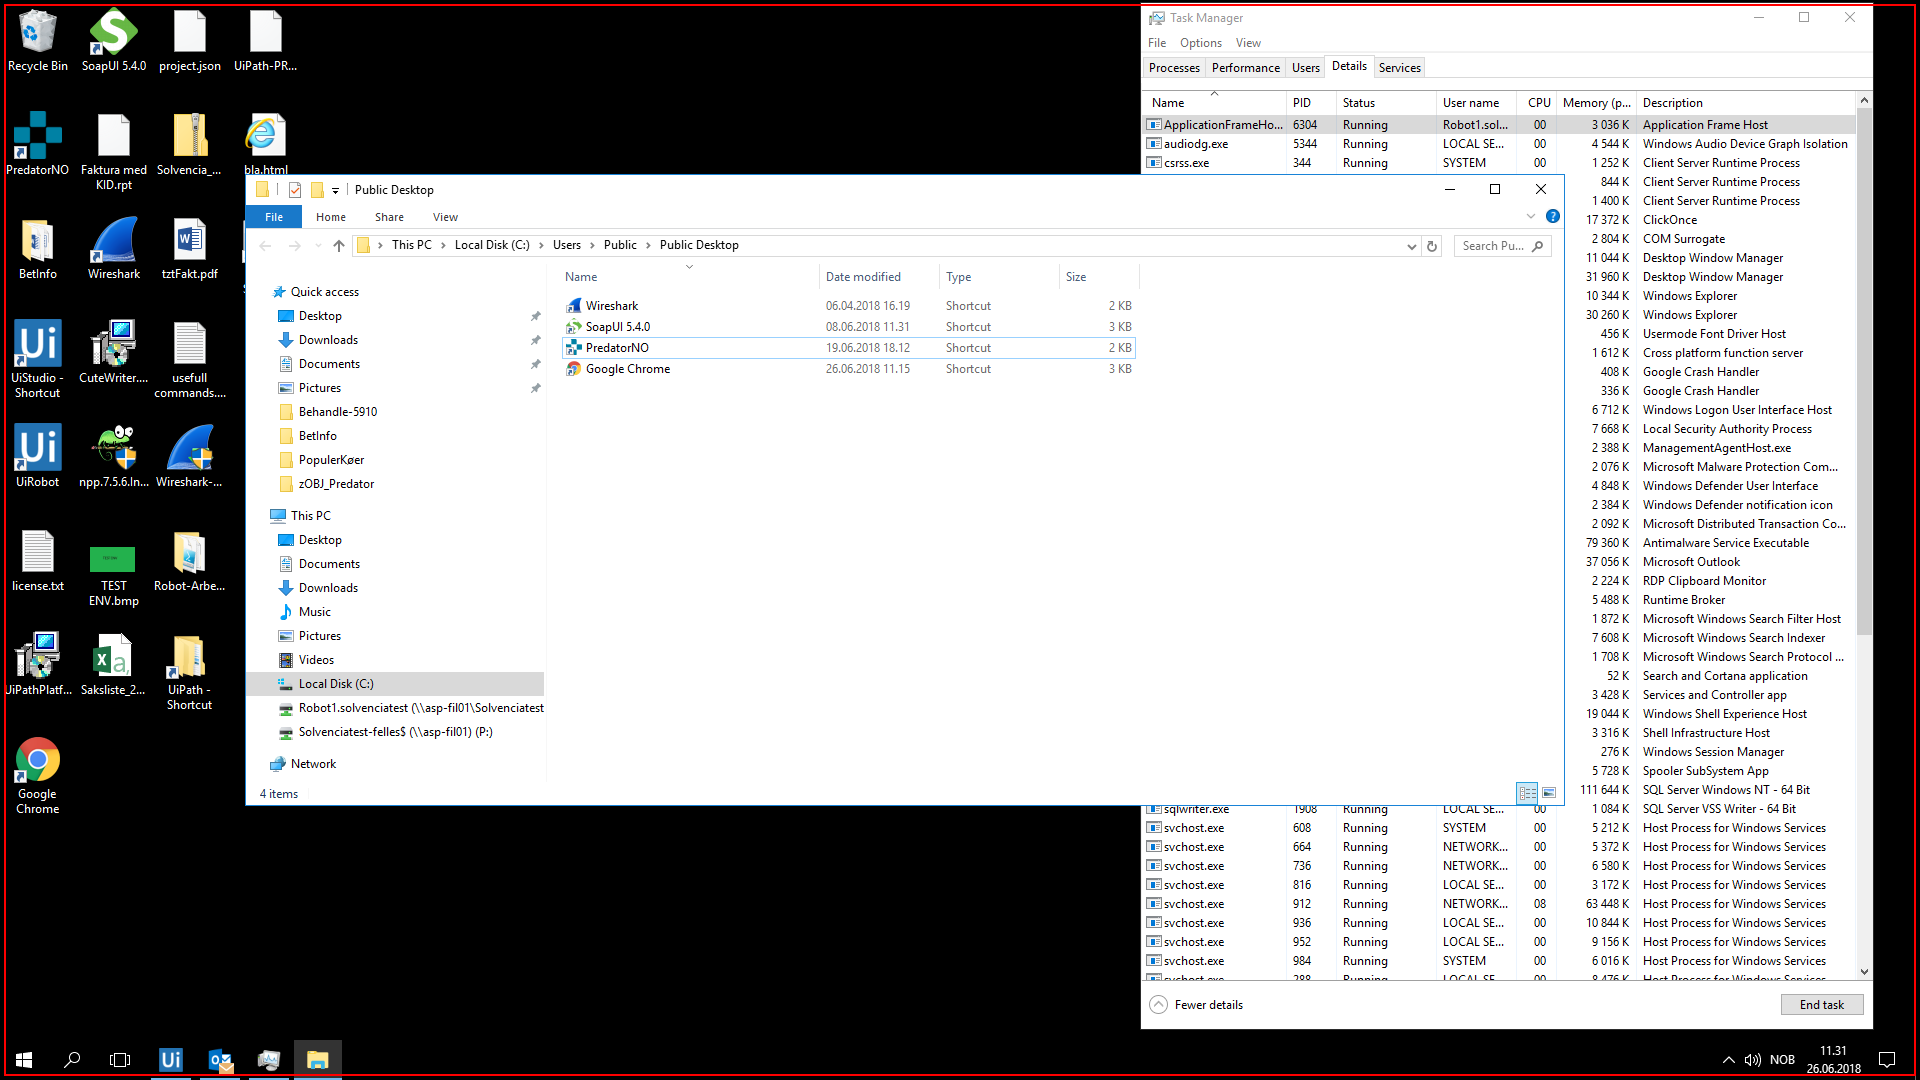 Recycle Bin
SoapUI 5.4.0
project.json
UiPath-PR...
PredatorNO
Faktura med
KID.rpt
Solvencia_...
bla.html
BetInfo
Wireshark
tztFakt.pdf
UiStudio -
Shortcut
CuteWriter....
usefull
commands....
UiRobot
npp.7.5.6.In...
Wireshark-...
license.txt
TEST
ENV.bmp
Robot-Arbe...
UiPathPlatf...
Saksliste_2...
UiPath -
Shortcut
Google
Chrome
Public Desktop
File Home Share View
This PC > Local Disk (C:) > Users > Public > Public Desktop
Search Pu...
Quick access
Desktop
Downloads
Documents
Pictures
Behandle-5910
BetInfo
PopulerKøer
zOBJ_Predator
This PC
Desktop
Documents
Downloads
Music
Pictures
Videos
Local Disk (C:)
Robot1.solvenciatest (\\asp-fil01\Solvenciatest
Solvenciatest-felles$ (\\asp-fil01) (P:)
Network
Name Date modified Type Size
Wireshark 06.04.2018 16.19 Shortcut 2 KB
SoapUI 5.4.0 08.06.2018 11.31 Shortcut 3 KB
PredatorNO 19.06.2018 18.12 Shortcut 2 KB
Google Chrome 26.06.2018 11.15 Shortcut 3 KB
4 items
Task Manager
File Options View
Processes Performance Users Details Services
Name PID Status User name CPU Memory (p... Description
ApplicationFrameHo... 6304 Running Robot1.sol... 00 3 036 K Application Frame Host
audiodg.exe 5344 Running LOCAL SE... 00 4 544 K Windows Audio Device Graph Isolation
csrss.exe 344 Running SYSTEM 00 1 252 K Client Server Runtime Process
844 K Client Server Runtime Process
1 400 K Client Server Runtime Process
17 372 K ClickOnce
2 804 K COM Surrogate
11 044 K Desktop Window Manager
31 960 K Desktop Window Manager
10 344 K Windows Explorer
30 260 K Windows Explorer
456 K Usermode Font Driver Host
1 612 K Cross platform function server
408 K Google Crash Handler
336 K Google Crash Handler
6 712 K Windows Logon User Interface Host
7 668 K Local Security Authority Process
2 388 K ManagementAgentHost.exe
2 076 K Microsoft Malware Protection Com...
4 848 K Windows Defender User Interface
2 384 K Windows Defender notification icon
2 092 K Microsoft Distributed Transaction Co...
79 360 K Antimalware Service Executable
37 056 K Microsoft Outlook
2 224 K RDP Clipboard Monitor
5 488 K Runtime Broker
1 872 K Microsoft Windows Search Filter Host
7 608 K Microsoft Windows Search Indexer
1 708 K Microsoft Windows Search Protocol ...
52 K Search and Cortana application
3 428 K Services and Controller app
19 044 K Windows Shell Experience Host
3 316 K Shell Infrastructure Host
276 K Windows Session Manager
5 728 K Spooler SubSystem App
111 644 K SQL Server Windows NT - 64 Bit
sqlwriter.exe 1908 Running LOCAL SE... 00 1 084 K SQL Server VSS Writer - 64 Bit
svchost.exe 608 Running SYSTEM 00 5 212 K Host Process for Windows Services
svchost.exe 664 Running NETWORK... 00 5 372 K Host Process for Windows Services
svchost.exe 736 Running NETWORK... 00 6 580 K Host Process for Windows Services
svchost.exe 816 Running LOCAL SE... 00 3 172 K Host Process for Windows Services
svchost.exe 912 Running NETWORK... 08 63 448 K Host Process for Windows Services
svchost.exe 936 Running LOCAL SE... 00 10 844 K Host Process for Windows Services
svchost.exe 952 Running LOCAL SE... 00 9 156 K Host Process for Windows Services
svchost.exe 984 Running SYSTEM 00 6 016 K Host Process for Windows Services
svchost.exe 288 Running LOCAL SE... 00 8 476 K Host Process for Windows Services
Fewer details
End task
NOB
11.31
26.06.2018